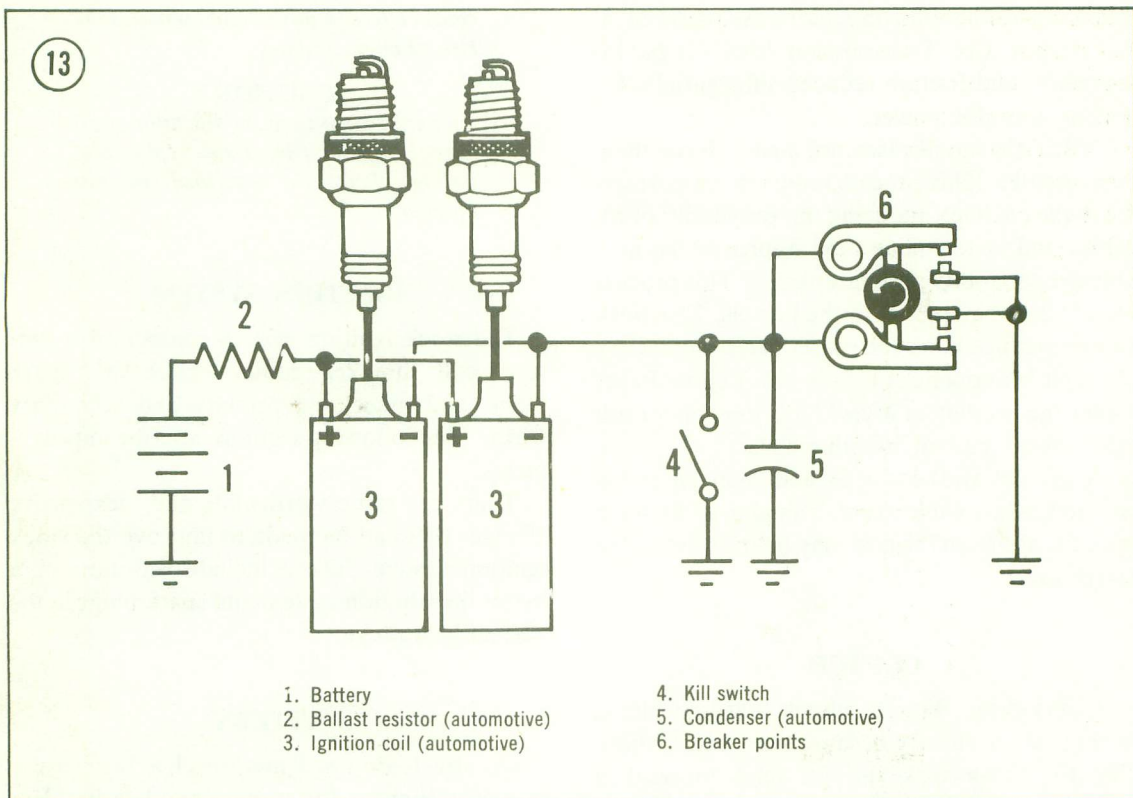 13
6
2
1
4
5
+ - + -
3 3
1. Battery
2. Ballast resistor (automotive)
3. Ignition coil (automotive)
4. Kill switch
5. Condenser (automotive)
6. Breaker points